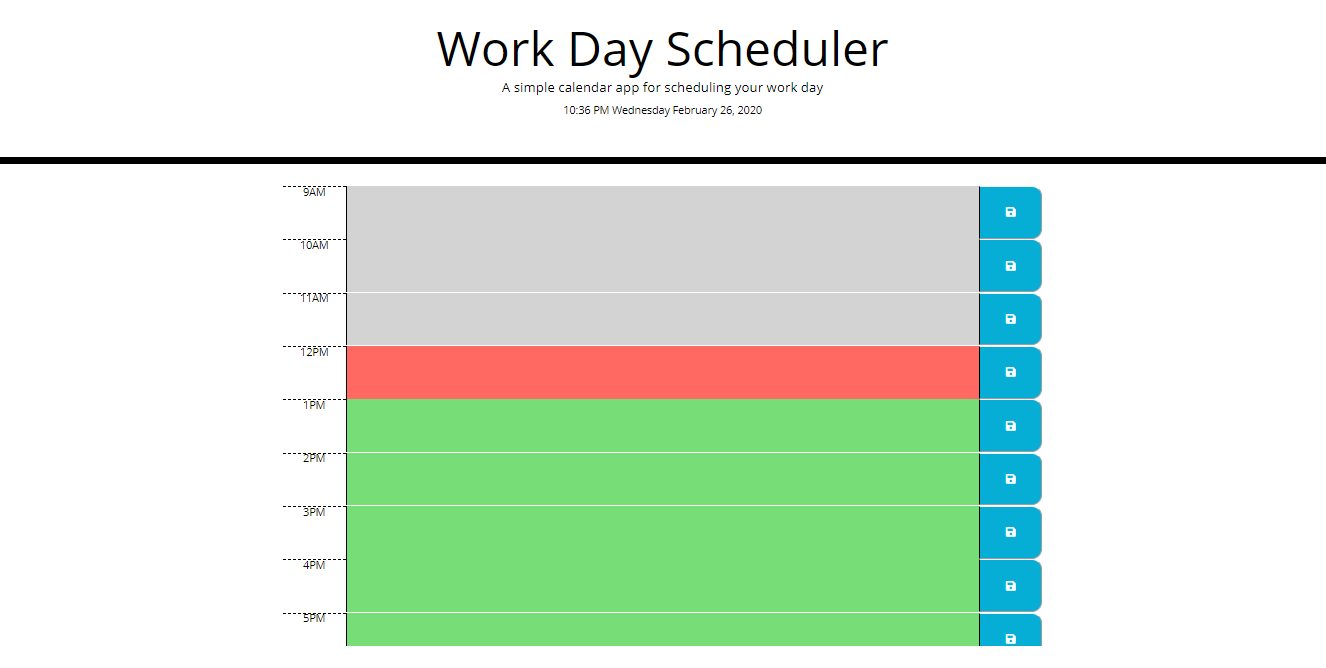 Work Day Scheduler
A simple calendar app for scheduling your work day
10:36 PM Wednesday February 26, 2020
9AM
10AM
11AM
12PM
1PM
2PM
3PM
4PM
5PM